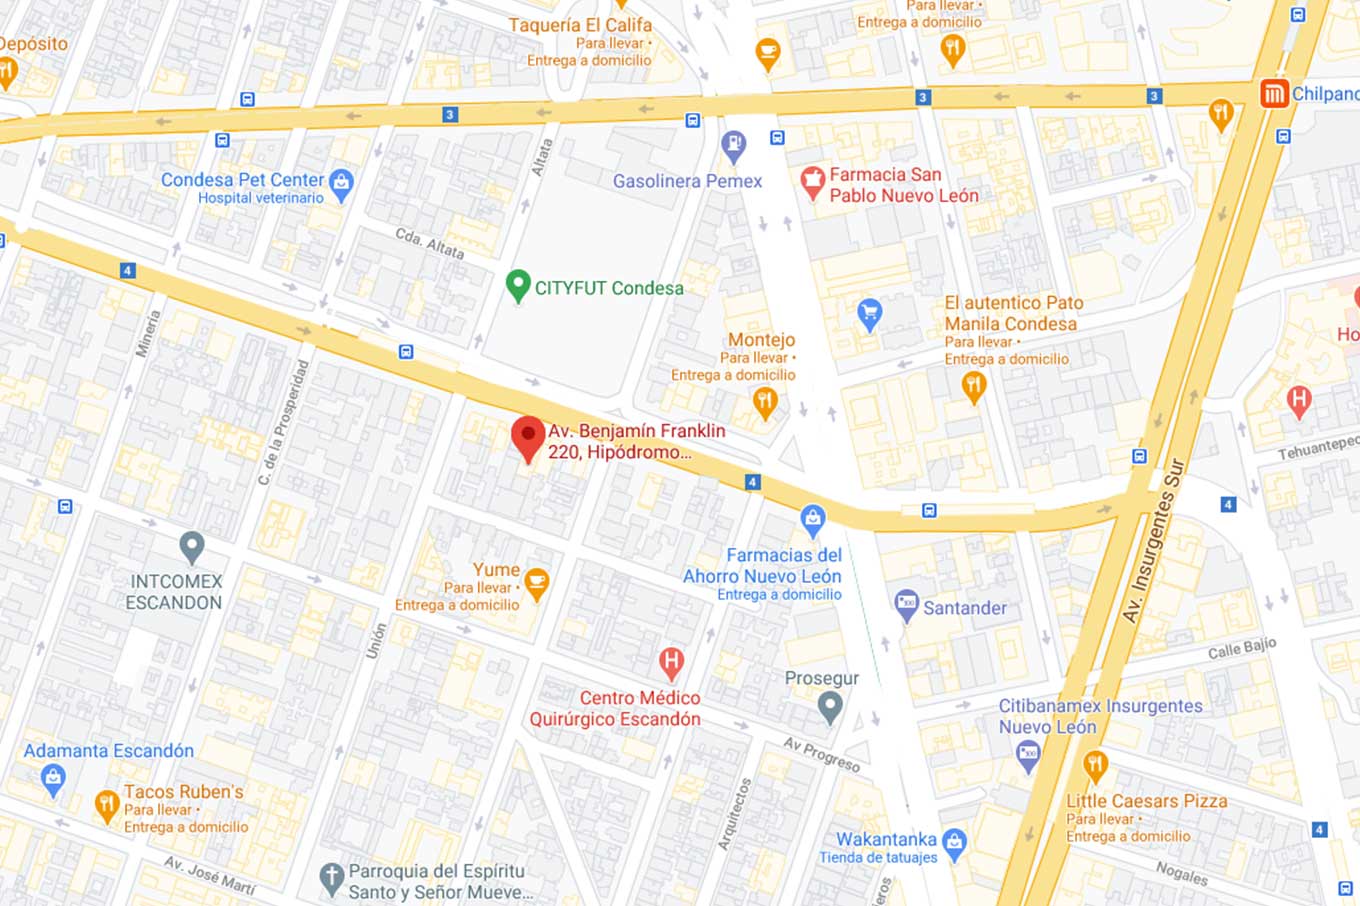 Taquería El Califa
Para llevar ·
Entrega a domicilio
Para llevar ·
Entrega a domicilio
Depósito
3
3
3
Chilpanc
Altata
Gasolinera Pemex
Farmacia San
Pablo Nuevo León
Condesa Pet Center
Hospital veterinario
Cda. Altata
4
CITYFUT Condesa
El autentico Pato
Manila Condesa
Para llevar ·
Entrega a domicilio
Ho
Minería
Montejo
Para llevar ·
Entrega a domicilio
C. de la Prosperidad
H
Av. Benjamín Franklin
220, Hipódromo...
Tehuantepec
4
4
Av. Insurgentes Sur
INTCOMEX
ESCANDON
Farmacias del
Ahorro Nuevo León
Entrega a domicilio
Yume
Para llevar ·
Entrega a domicilio
Santander
Unión
H
Calle Bajío
Prosegur
Centro Médico
Quirúrgico Escandón
Citibanamex Insurgentes
Nuevo León
Av Progreso
Adamanta Escandón
Tacos Ruben's
Para llevar ·
Entrega a domicilio
Arquitectos
Little Caesars Pizza
Para llevar ·
Entrega a domicilio
4
Wakantanka
Tienda de tatuajes
Av. José Martí
Parroquia del Espíritu
Santo y Señor Mueve...
Nogales
eros